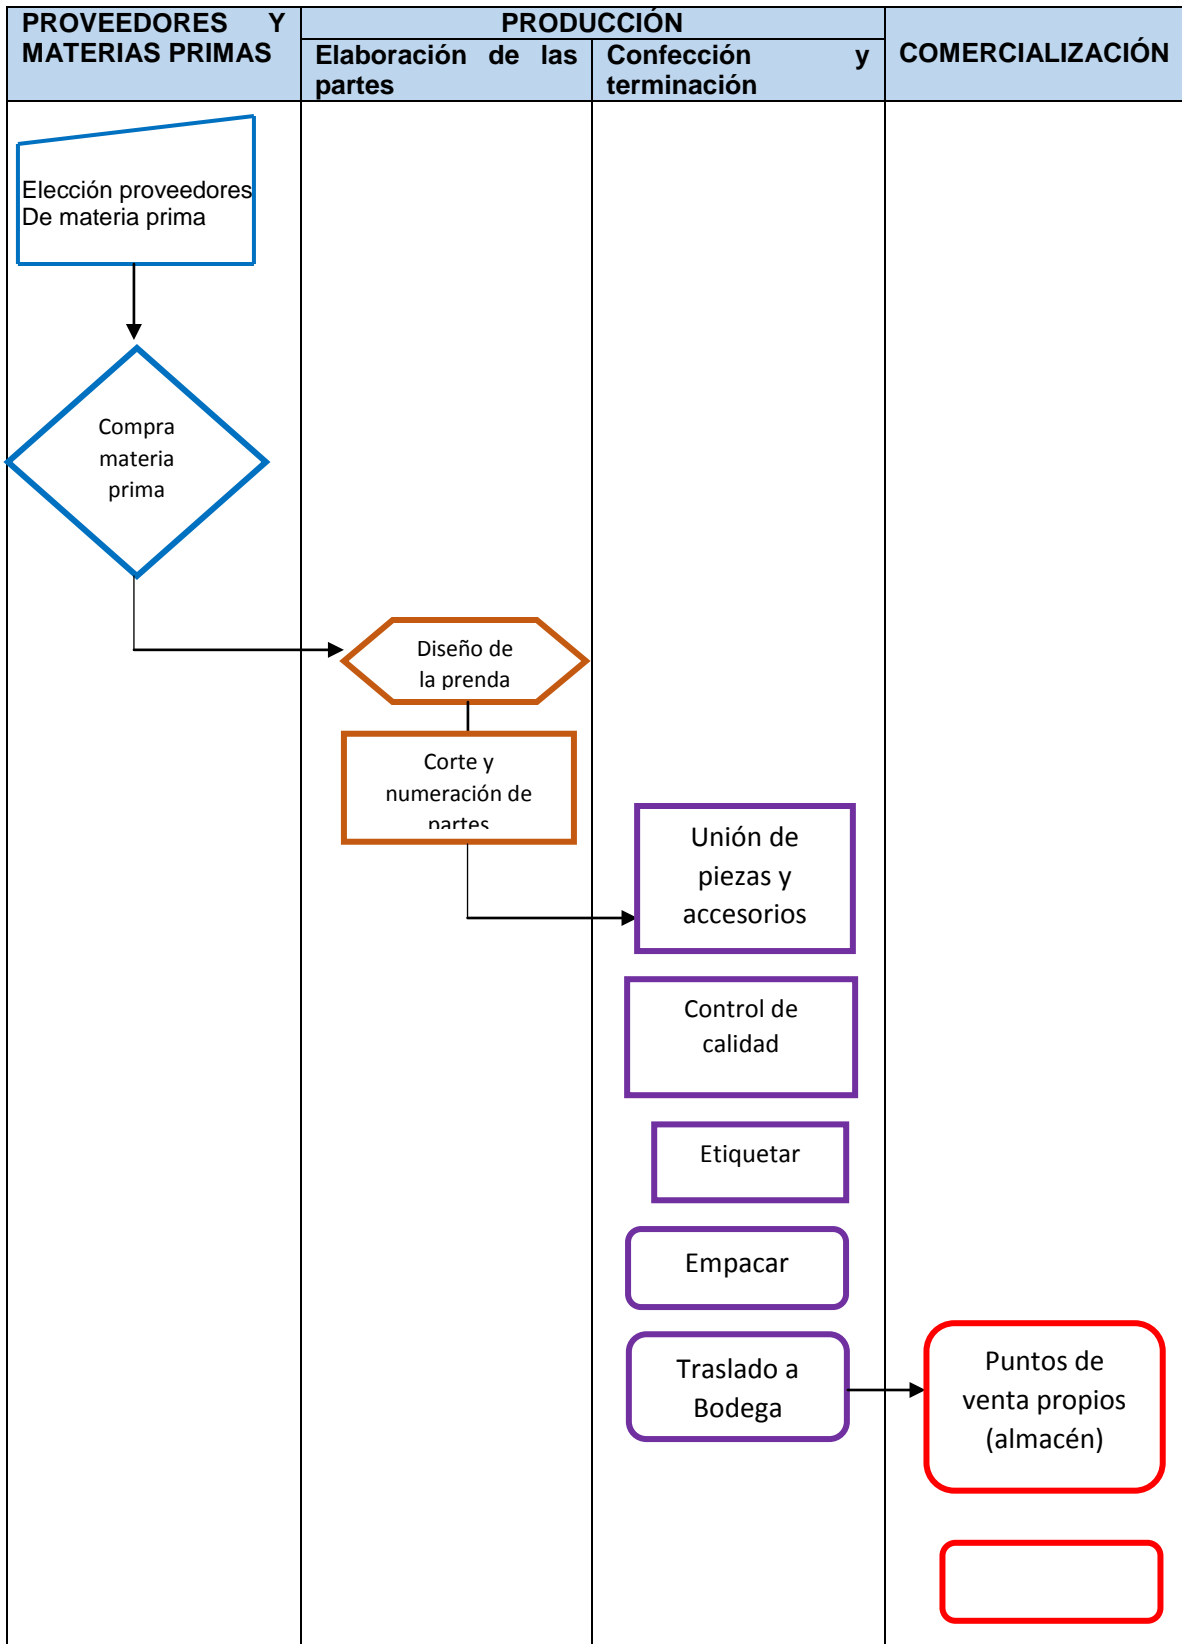 PROVEEDORES Y
MATERIAS PRIMAS
PRODUCCIÓN
Elaboración de las
partes
Confección y
terminación
COMERCIALIZACIÓN
Elección proveedores
De materia prima
Compra
materia
prima
Diseño de
la prenda
Corte y
numeración de
partes
Unión de
piezas y
accesorios
Control de
calidad
Etiquetar
Empacar
Traslado a
Bodega
Puntos de
venta propios
(almacén)